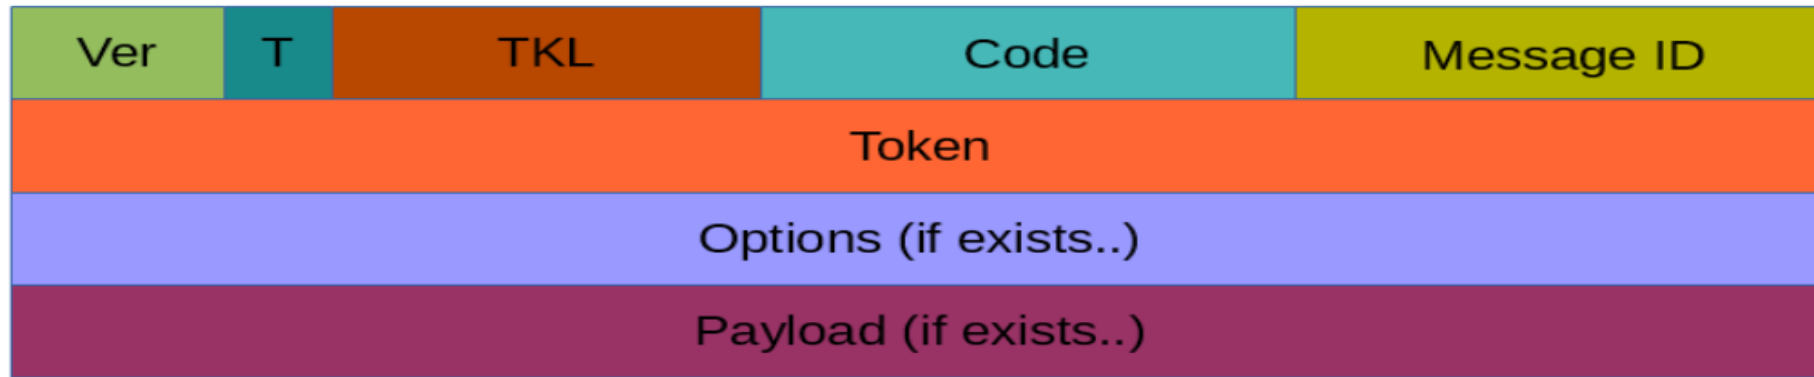 Ver T TKL Code Message ID
Token
Options (if exists..)
Payload (if exists..)